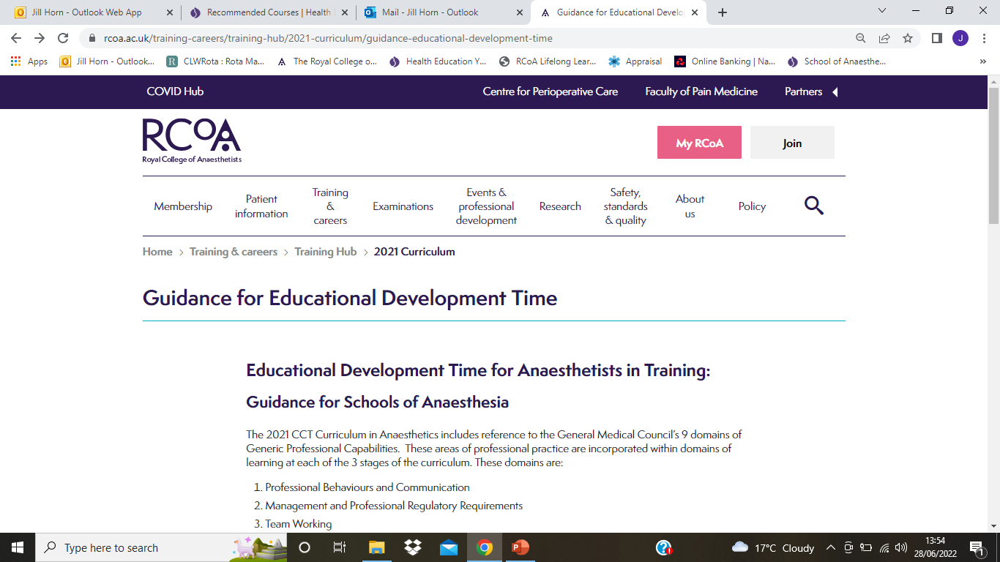 Jill Horn - Outlook Web App
Recommended Courses | Health
Mail - Jill Horn - Outlook
Guidance for Educational Develo
rcoa.ac.uk/training-careers/training-hub/2021-curriculum/guidance-educational-development-time
J
Apps
Jill Horn - Outlook...
CLWRota : Rota Ma...
The Royal College o...
Health Education Y...
RCoA Lifelong Lear...
Appraisal
Online Banking | Na...
School of Anaesthe...
»
COVID Hub
Centre for Perioperative Care
Faculty of Pain Medicine
Partners
RCOA
Royal College of Anaesthetists
My RCoA
Join
Membership
Patient
information
Training
&
careers
Examinations
Events &
professional
development
Research
Safety,
standards
& quality
About
us
Policy
Home > Training & careers > Training Hub > 2021 Curriculum
Guidance for Educational Development Time
Educational Development Time for Anaesthetists in Training:
Guidance for Schools of Anaesthesia
The 2021 CCT Curriculum in Anaesthetics includes reference to the General Medical Council's 9 domains of
Generic Professional Capabilities. These areas of professional practice are incorporated within domains of
learning at each of the 3 stages of the curriculum. These domains are:
1. Professional Behaviours and Communication
2. Management and Professional Regulatory Requirements
3. Team Working
Type here to search
17°C Cloudy
13:54
28/06/2022
1